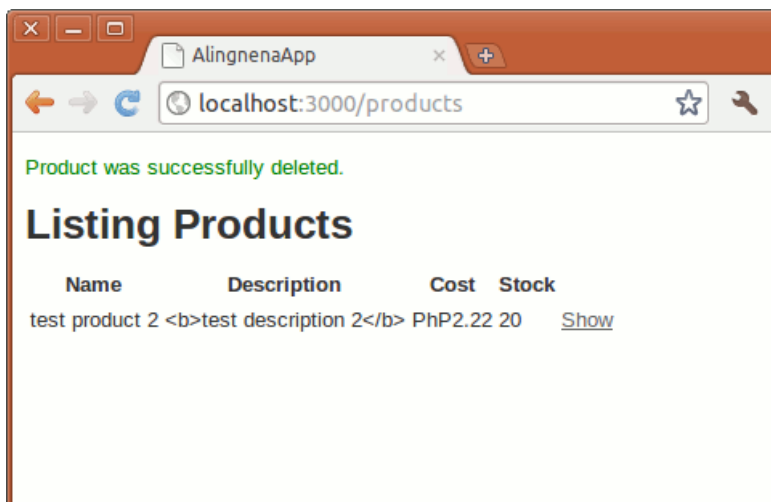 AlingnenaApp
localhost:3000/products
Product was successfully deleted.
Listing Products
Name Description Cost Stock
test product 2 <b>test description 2</b> PhP2.22 20 Show